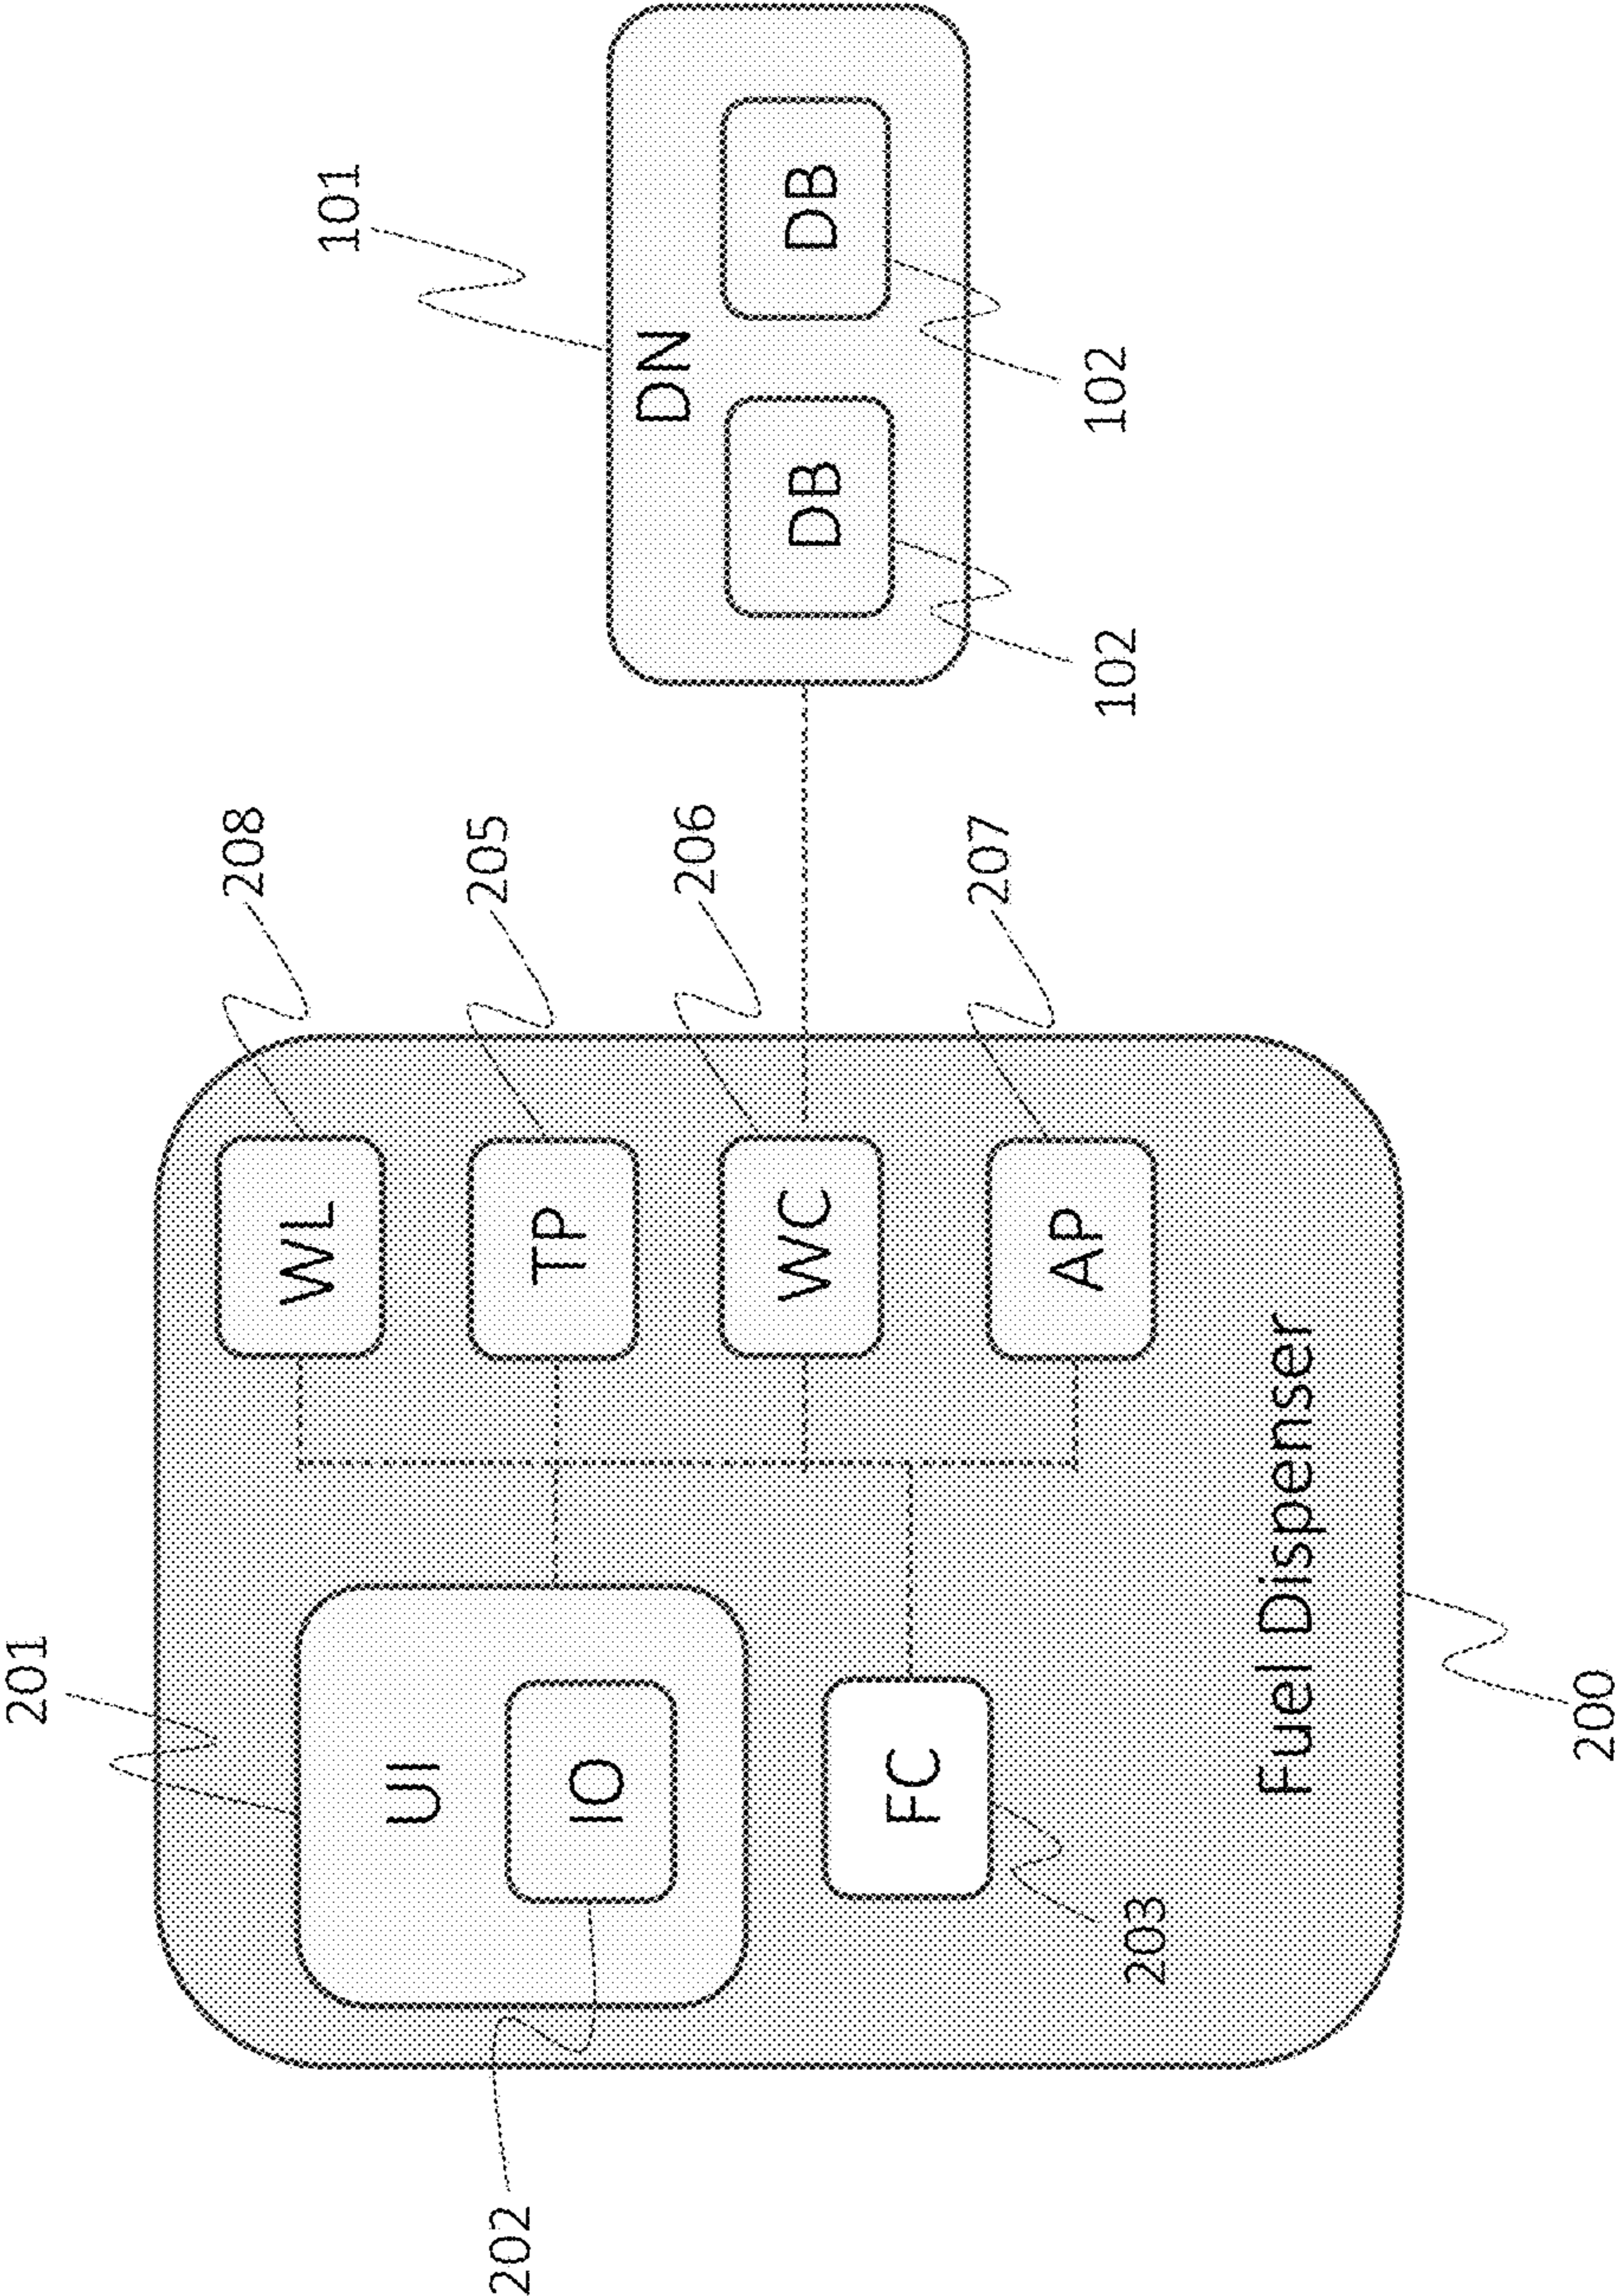 201
208
WL
101
UI
205
202
TP
IO
DN
206
WC
DB
DB
FC
207
AP
102
102
203
Fuel Dispenser
200